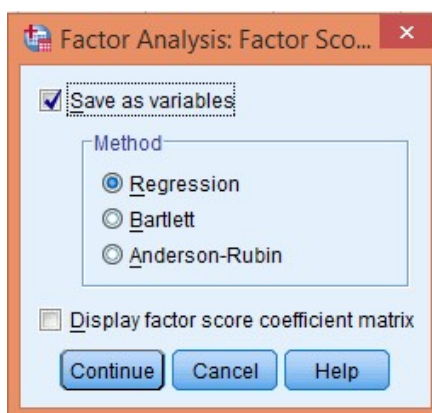 Factor Analysis: Factor Sco...
Save as variables
Method
Regression
Bartlett
Anderson-Rubin
Display factor score coefficient matrix
Continue Cancel Help